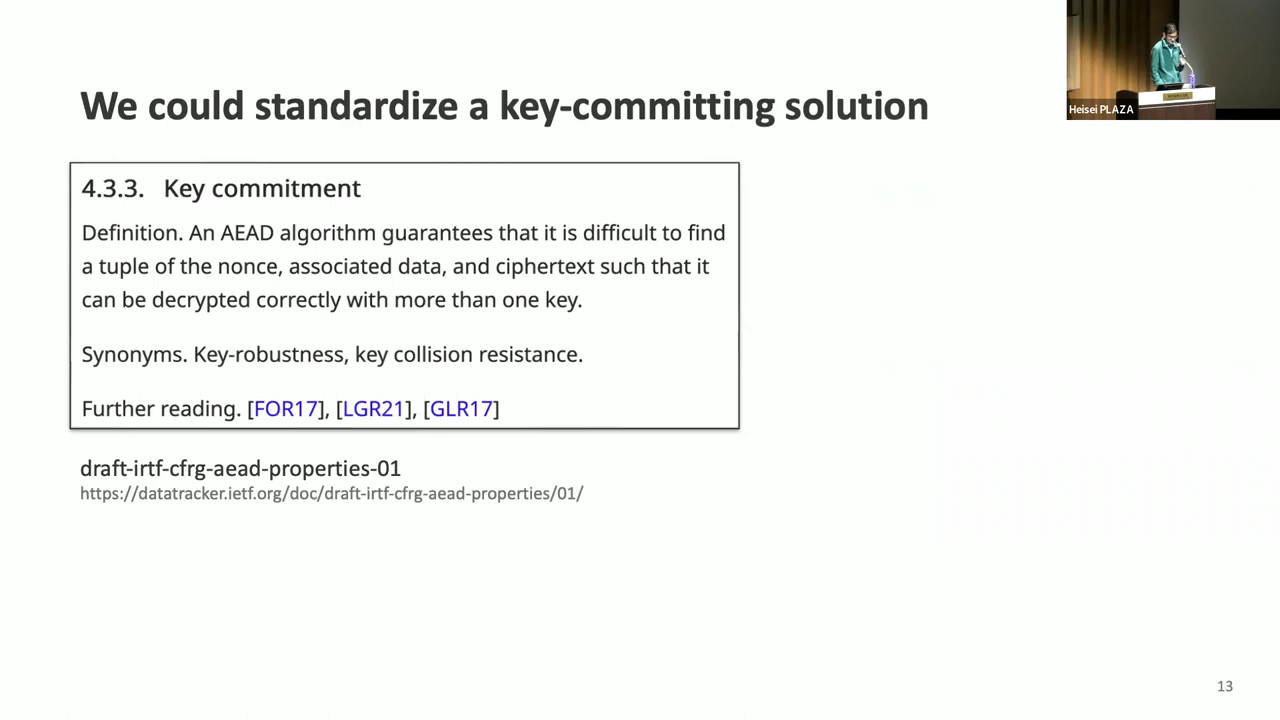 We could standardize a key-committing solution
Heisei PLAZA
4.3.3. Key commitment
Definition. An AEAD algorithm guarantees that it is difficult to find
a tuple of the nonce, associated data, and ciphertext such that it
can be decrypted correctly with more than one key.
Synonyms. Key-robustness, key collision resistance.
Further reading. [FOR17], [LGR21], [GLR17]
draft-irtf-cfrg-aead-properties-01
https://datatracker.ietf.org/doc/draft-irtf-cfrg-aead-properties/01/
13